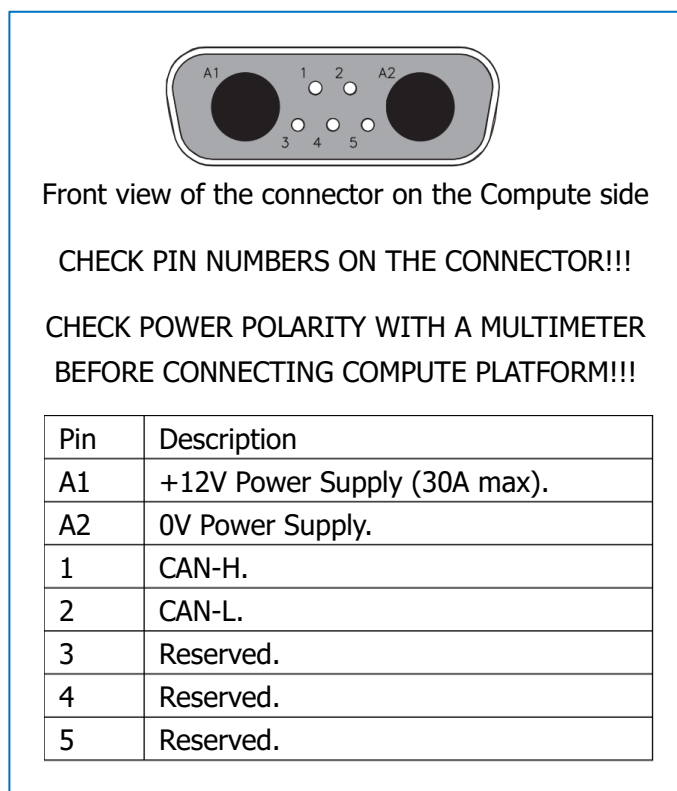 A1 1 2 A2
3 4 5
Front view of the connector on the Compute side
CHECK PIN NUMBERS ON THE CONNECTOR!!!
CHECK POWER POLARITY WITH A MULTIMETER
BEFORE CONNECTING COMPUTE PLATFORM!!!
Pin Description
A1 +12V Power Supply (30A max).
A2 0V Power Supply.
1 CAN-H.
2 CAN-L.
3 Reserved.
4 Reserved.
5 Reserved.